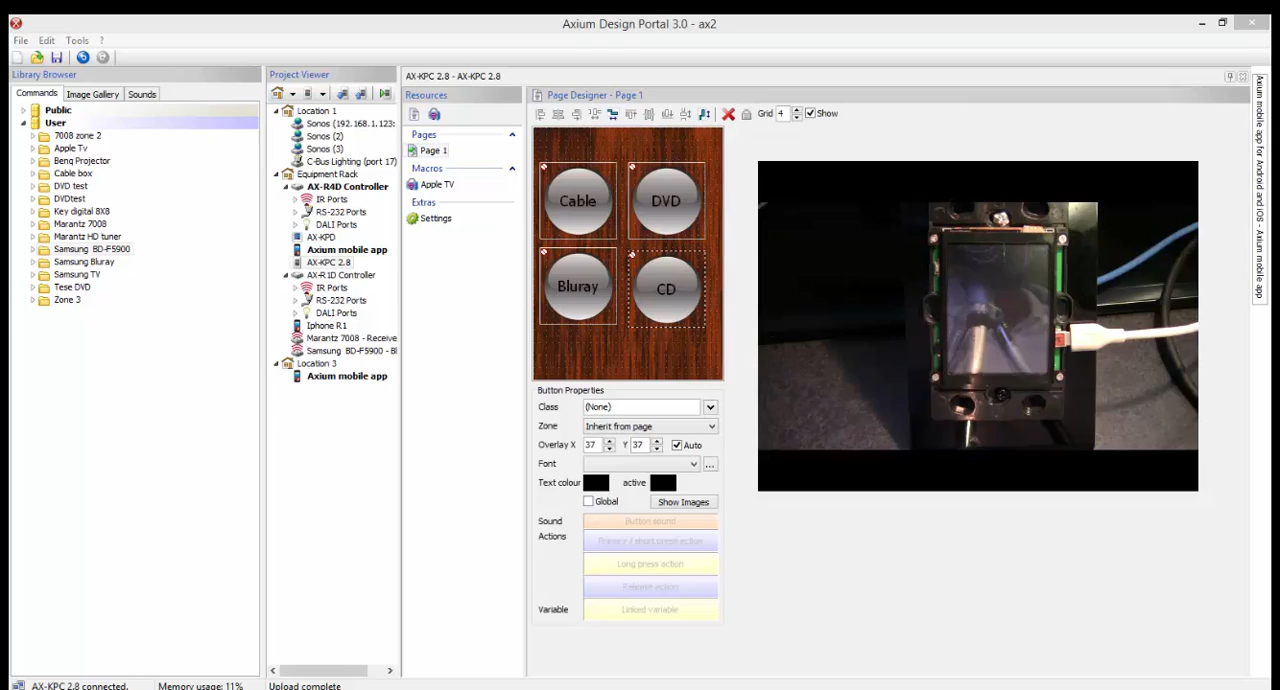 Axium Design Portal 3.0 - ax2
File Edit Tools ?
Library Browser
Commands Image Gallery Sounds
Public
User
7008 zone 2
Apple Tv
Benq Projector
Cable box
DVD test
DVDtest
Key digital 8X8
Marantz 7008
Marantz HD tuner
Samsung BD-F5900
Samsung Bluray
Samsung TV
Tese DVD
Zone 3
Project Viewer
Location 1
Sonos (192.168.1.123:
Sonos (2)
Sonos (3)
C-Bus Lighting (port 17)
Equipment Rack
AX-R4D Controller
IR Ports
RS-232 Ports
DALI Ports
AX-KPD
Axium mobile app
AX-KPC 2.8
AX-R1D Controller
IR Ports
RS-232 Ports
DALI Ports
Iphone R1
Marantz 7008 - Receive
Samsung BD-F5900 - Bl
Location 3
Axium mobile app
AX-KPC 2.8 - AX-KPC 2.8
Resources
Pages
Page 1
Macros
Apple TV
Extras
Settings
Page Designer - Page 1
Grid 4 Show
Cable DVD
Bluray CD
Button Properties
Class (None)
Zone Inherit from page
Overlay X 37 Y 37 Auto
Font ...
Text colour active
Global Show Images
Sound Button sound
Actions Primary / short press action
Long press action
Release action
Variable Linked variable
Axium mobile app for Android and iOS - Axium mobile app
AX-KPC 2.8 connected. Memory usage: 11% Upload complete